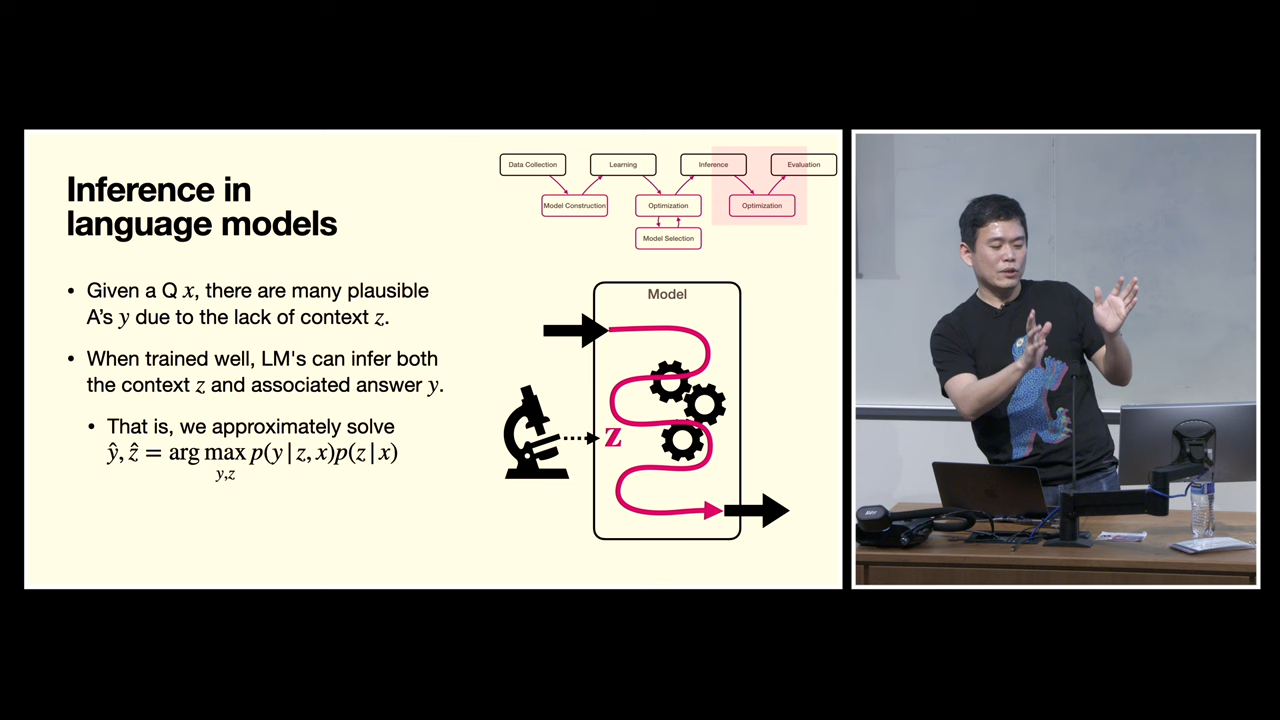 Inference in
language models
Data Collection
Learning
Inference
Evaluation
Model Construction
Optimization
Optimization
Model Selection
• Given a Q x, there are many plausible
A's y due to the lack of context z.
• When trained well, LM's can infer both
the context z and associated answer y.
• That is, we approximately solve
ŷ, ẑ = arg max p(y|z, x)p(z|x)
y,z
Model
z